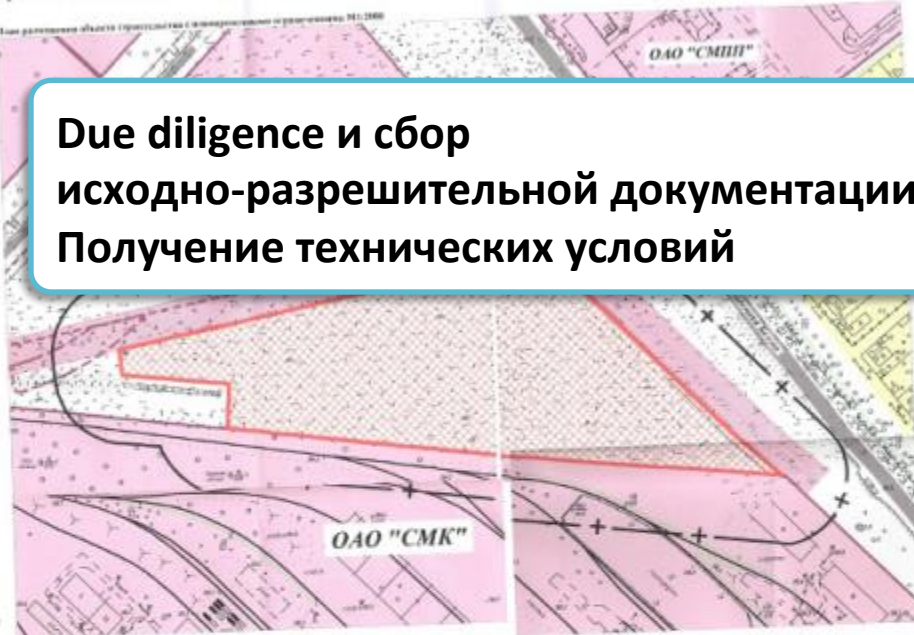 ОАО "СМПП"
Due diligence и сбор
исходно-разрешительной документации
Получение технических условий
ОАО "СМК"